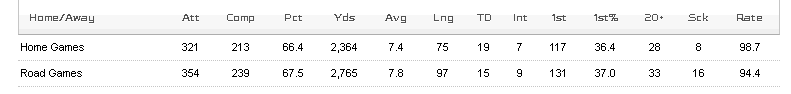 Home/Away Att Comp Pct Yds Avg Lng TD Int 1st 1st% 20+ Sck Rate
Home Games 321 213 66.4 2,364 7.4 75 19 7 117 36.4 28 8 98.7
Road Games 354 239 67.5 2,765 7.8 97 15 9 131 37.0 33 16 94.4